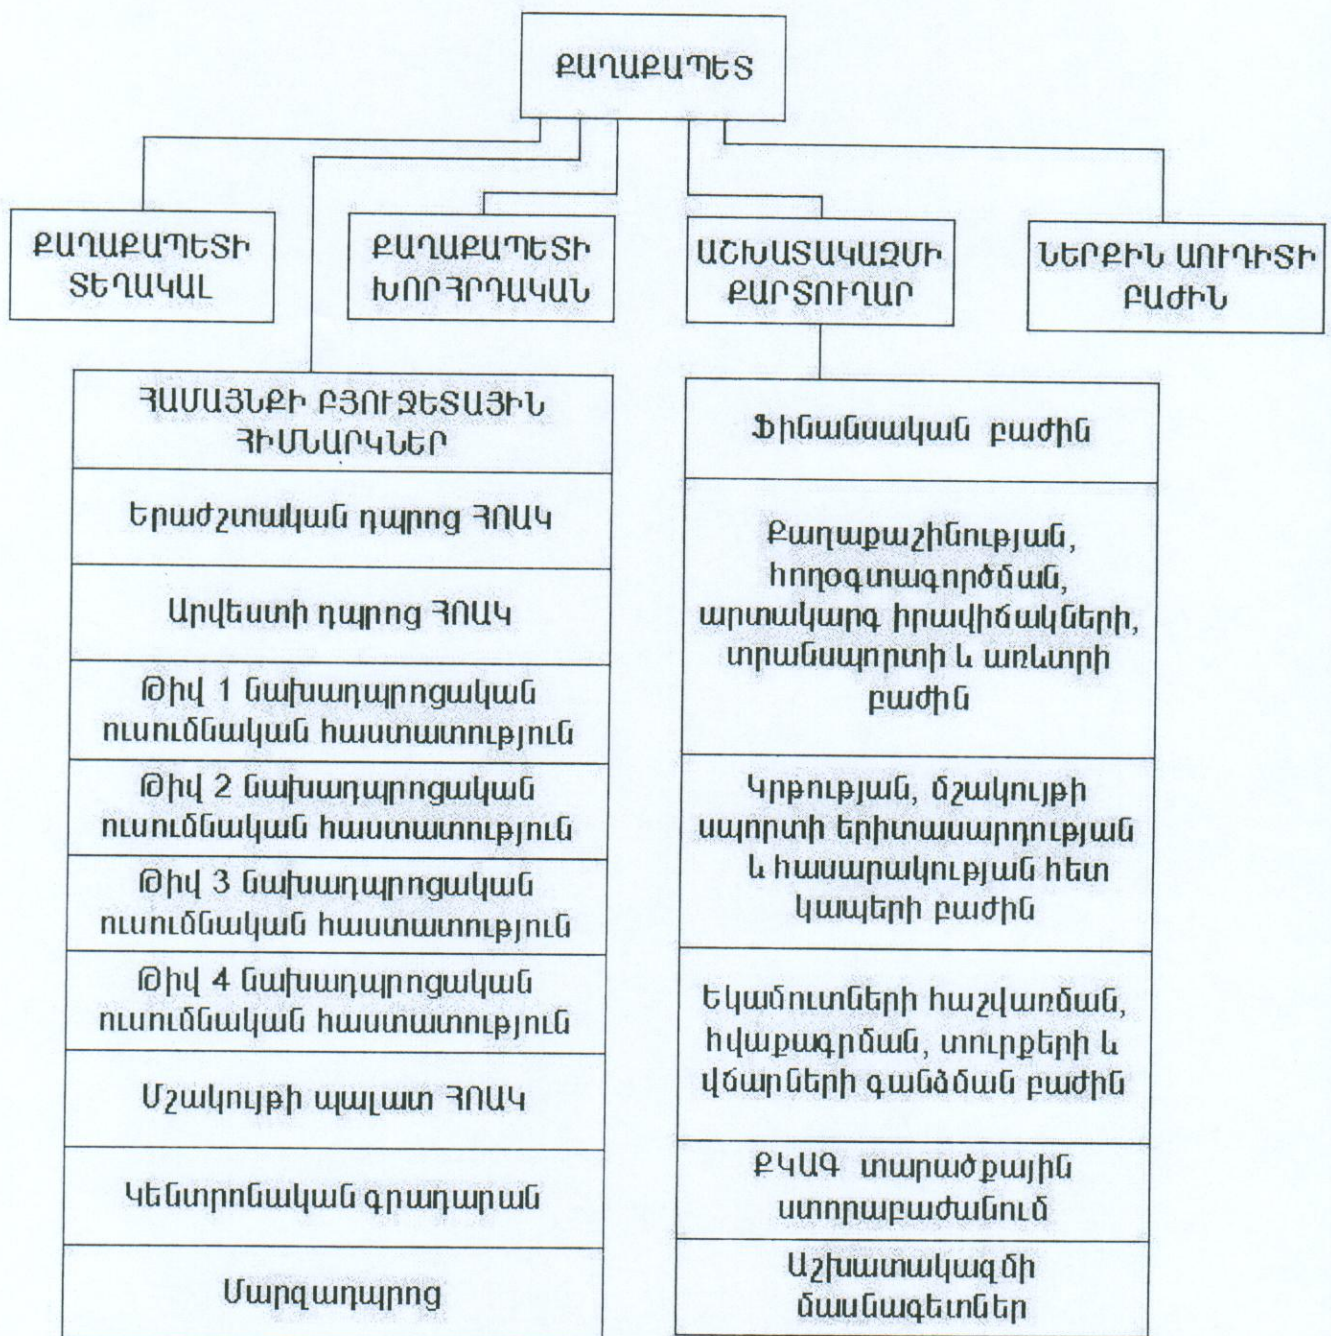 ՔԱՂԱՔԱՊԵՏ
ՔԱՂԱՔԱՊԵՏԻ
ՏԵՂԱԿԱԼ
ՔԱՂԱՔԱՊԵՏԻ
ԽՈՐՀՐԴԱԿԱՆ
ԱՇԽԱՏԱԿԱԶՄԻ
ՔԱՐՏՈՒՂԱՐ
ՆԵՐՔԻՆ ԱՈՒԴԻՏԻ
ԲԱԺԻՆ
ՀԱՄԱՅՆՔԻ ԲՅՈՒՋԵՏԱՅԻՆ
ՀԻՄՆԱՐԿՆԵՐ
Երաժշտական դպրոց ՀՈԱԿ
Արվեստի դպրոց ՀՈԱԿ
Թիվ 1 նախադպրոցական
ուսումնական հաստատություն
Թիվ 2 նախադպրոցական
ուսումնական հաստատություն
Թիվ 3 նախադպրոցական
ուսումնական հաստատություն
Թիվ 4 նախադպրոցական
ուսումնական հաստատություն
Մշակույթի պալատ ՀՈԱԿ
Կենտրոնական գրադարան
Մարզադպրոց
Ֆինանսական բաժին
Քաղաքաշինության,
հողօգտագործման,
արտակարգ իրավիճակների,
տրանսպորտի և առևտրի
բաժին
Կրթության, մշակույթի
սպորտի երիտասարդության
և հասարակության հետ
կապերի բաժին
Եկամուտների հաշվառման,
հվաքագրման, տուրքերի և
վճարների գանձման բաժին
ՔԿԱԳ տարածքային
ստորաբաժանում
Աշխատակազմի
մասնագետներ